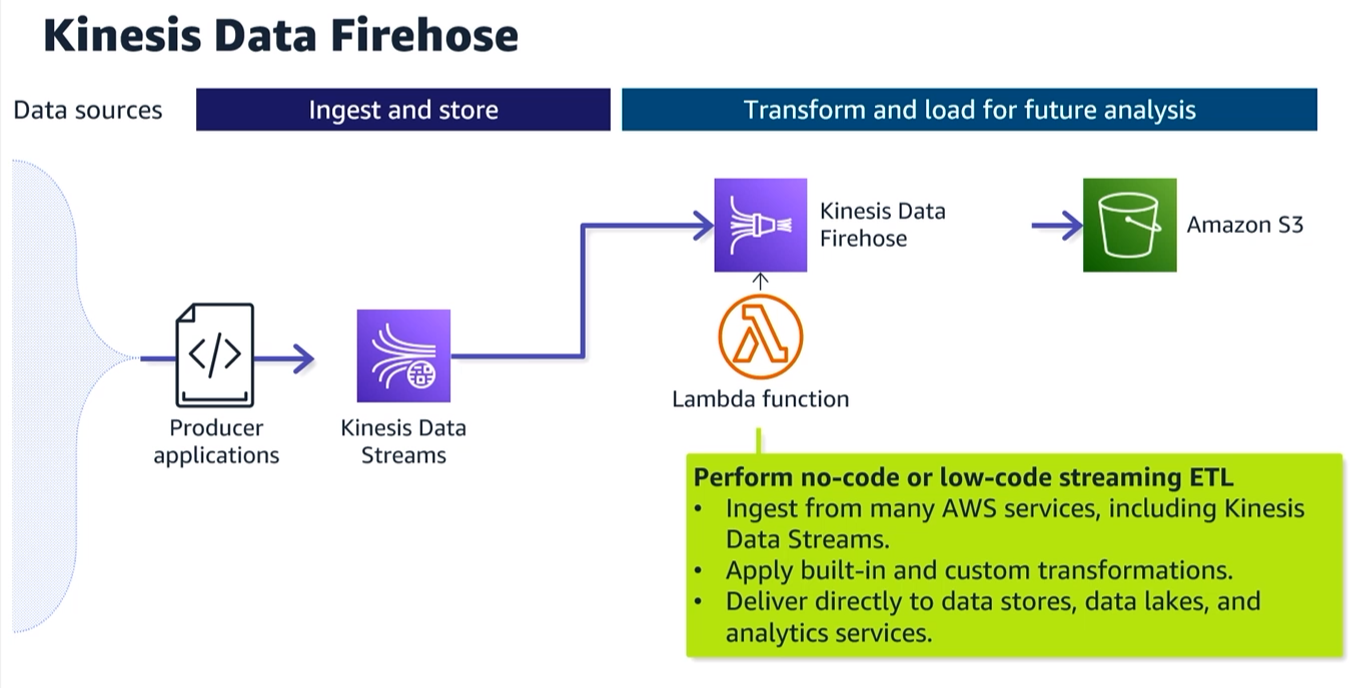 Kinesis Data Firehose
Data sources
Ingest and store
Transform and load for future analysis
Kinesis Data
Firehose
Amazon S3
</>
Producer
applications
Kinesis Data
Streams
Lambda function
Perform no-code or low-code streaming ETL
• Ingest from many AWS services, including Kinesis
Data Streams.
• Apply built-in and custom transformations.
• Deliver directly to data stores, data lakes, and
analytics services.